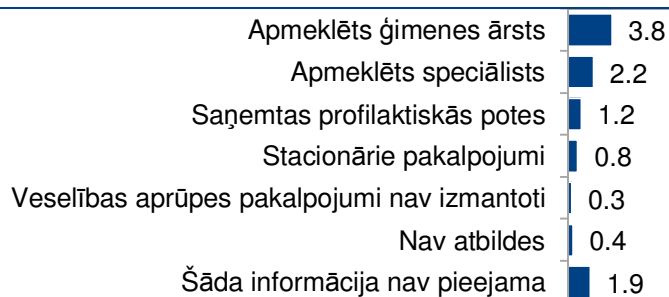 Apmeklēts ģimenes ārsts 3.8
Apmeklēts speciālists 2.2
Saņemtas profilaktiskās potes 1.2
Stacionārie pakalpojumi 0.8
Veselības aprūpes pakalpojumi nav izmantoti 0.3
Nav atbildes 0.4
Šāda informācija nav pieejama 1.9